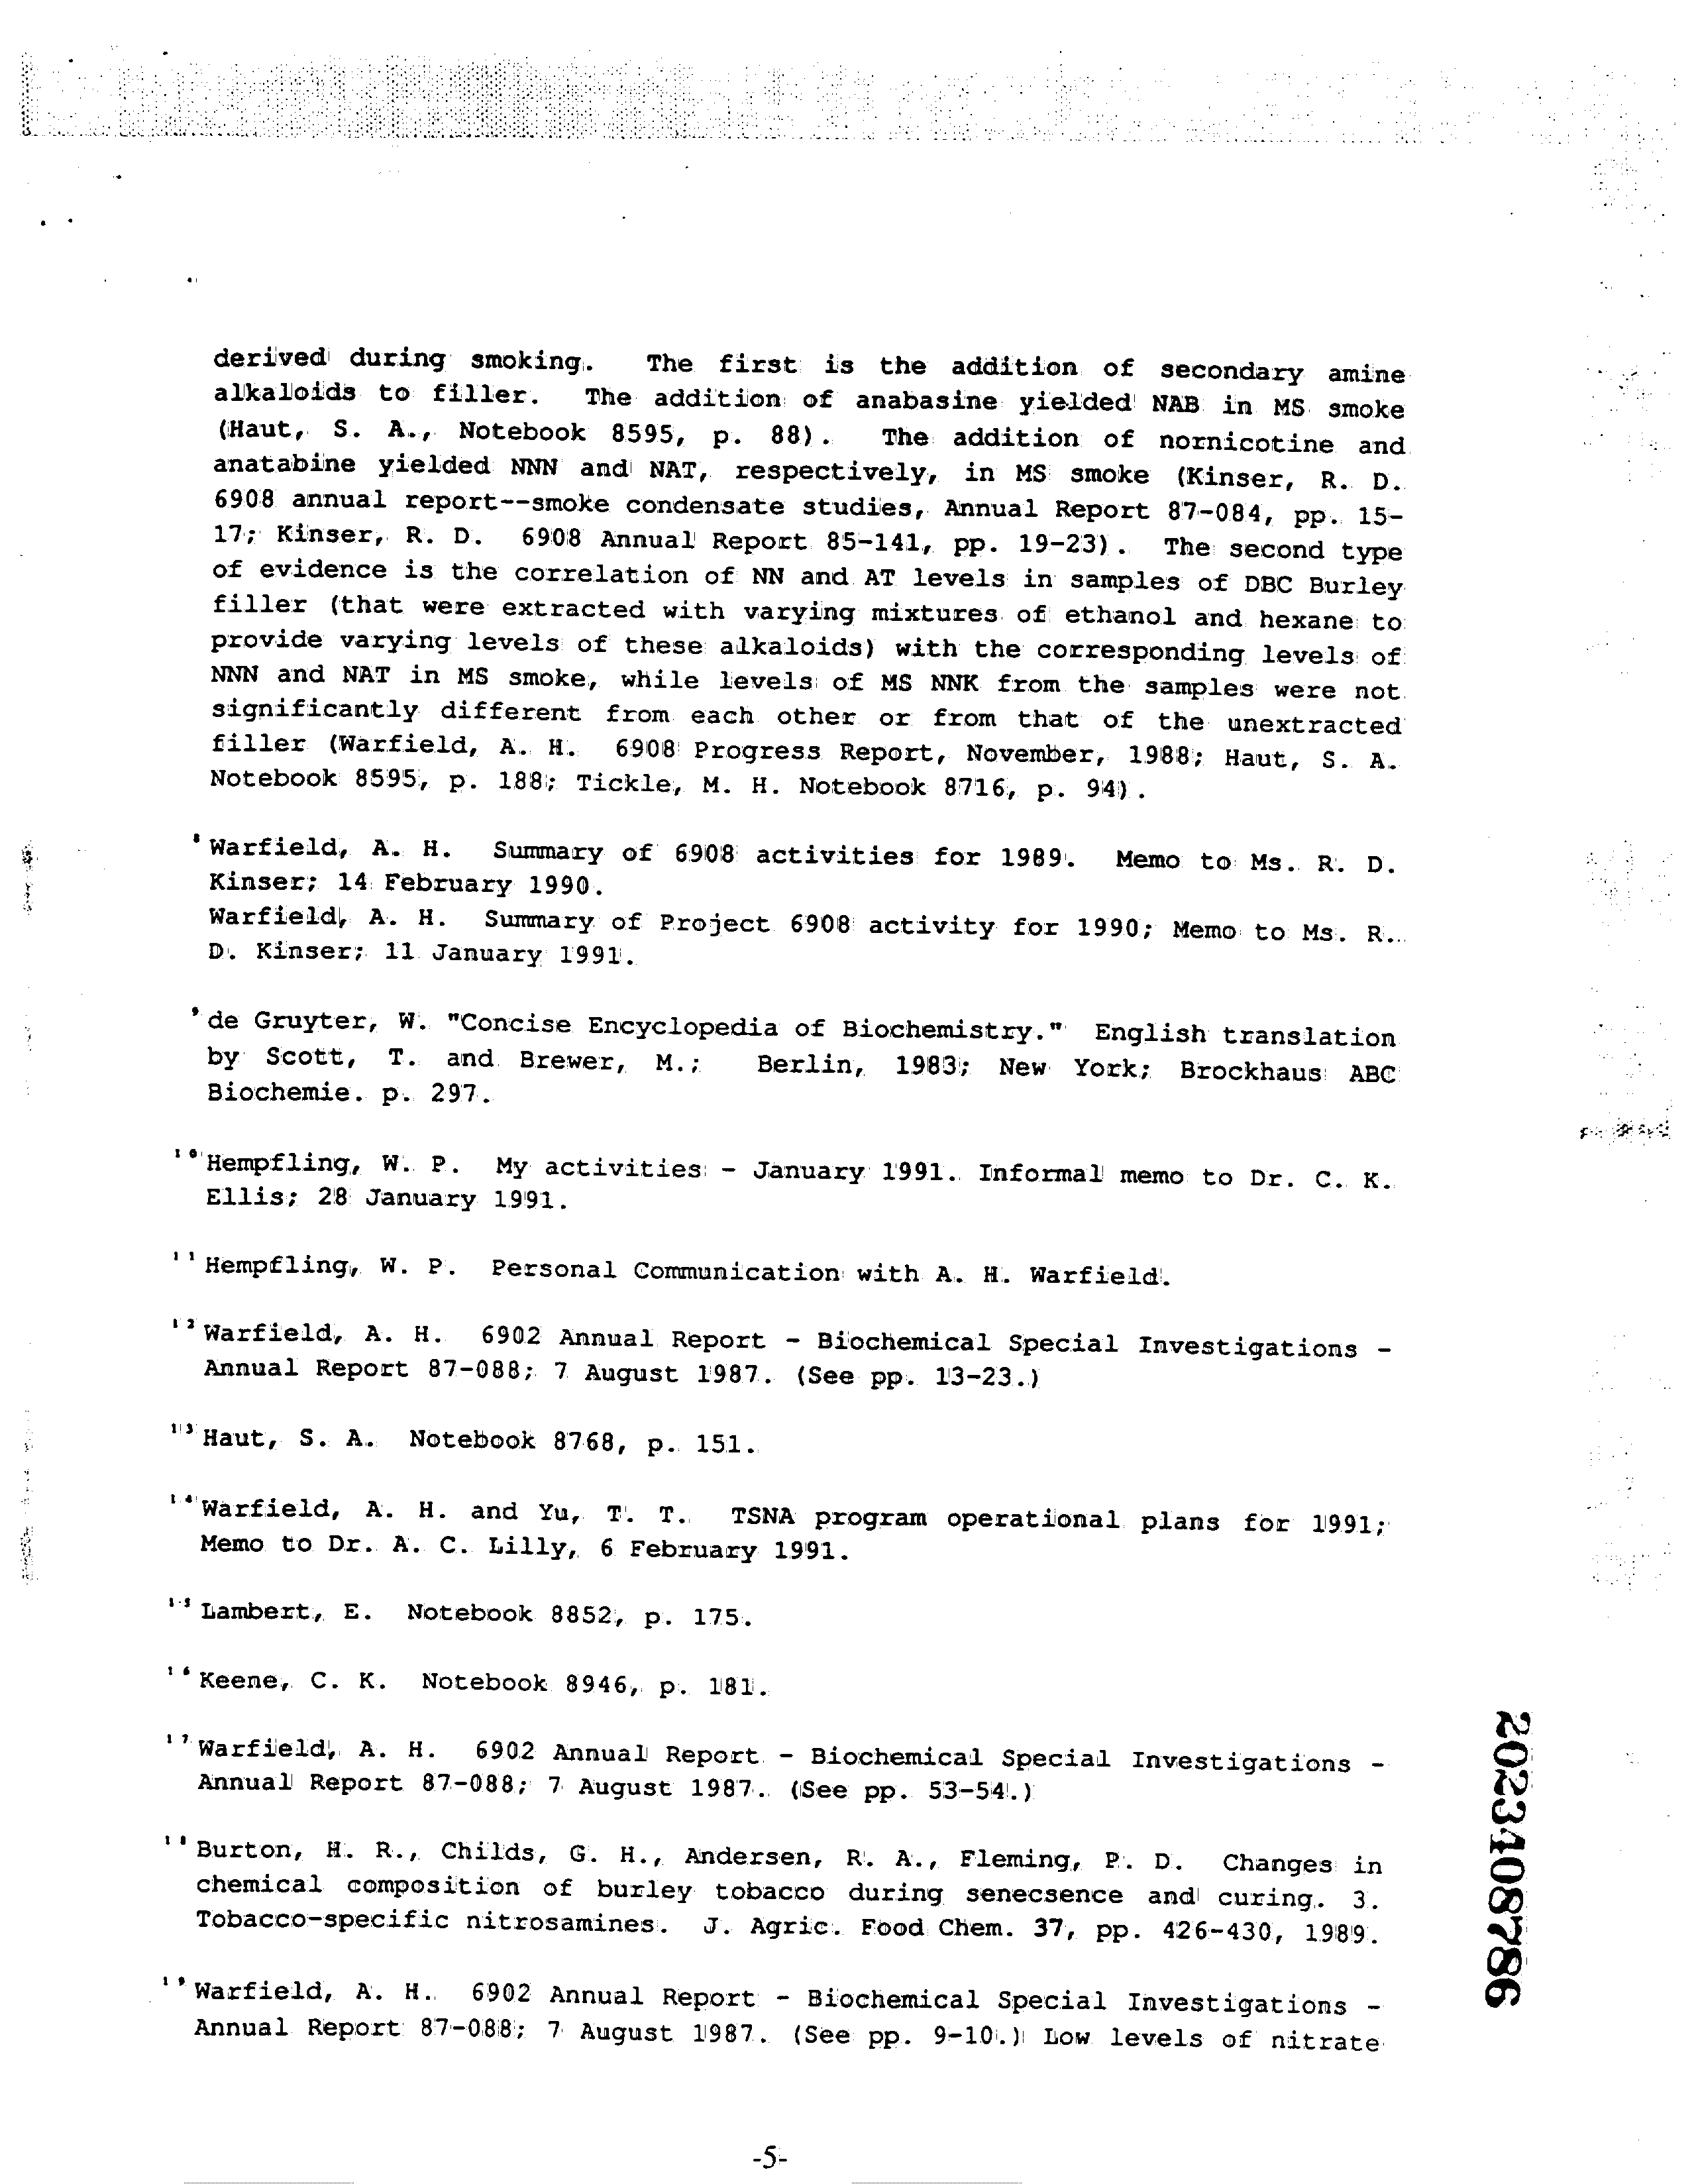 derived during smoking. The first is the addition of secondary amine
alkaloids to filler. The addition of anabasine yielded NAB in MS smoke
(Haut, S. A., Notebook 8595, p. 88). The addition of nornicotine and
anatabine yielded NNN and NAT, respectively, in MS smoke (Kinser, R. D.
6908 annual report--smoke condensate studies, Annual Report 87-084, pp. 15-
17; Kinser, R. D. 6908 Annual Report 85-141, pp. 19-23). The second type
of evidence is the correlation of NN and AT levels in samples of DBC Burley
filler (that were extracted with varying mixtures of ethanol and hexane to
provide varying levels of these alkaloids) with the corresponding levels of
NNN and NAT in MS smoke, while levels of MS NNK from the samples were not
significantly different from each other or from that of the unextracted
filler (Warfield, A. H. 6908 Progress Report, November, 1988; Haut, S. A.
Notebook 8595, p. 188; Tickle, M. H. Notebook 8716, p. 94).
8 Warfield, A. H. Summary of 6908 activities for 1989. Memo to Ms. R. D.
Kinser; 14 February 1990.
Warfield, A. H. Summary of Project 6908 activity for 1990; Memo to Ms. R.
D. Kinser; 11 January 1991.
9 de Gruyter, W. "Concise Encyclopedia of Biochemistry." English translation
by Scott, T. and Brewer, M.; Berlin, 1983; New York; Brockhaus ABC
Biochemie. p. 297.
10 Hempfling, W. P. My activities - January 1991. Informal memo to Dr. C. K.
Ellis; 28 January 1991.
11 Hempfling, W. P. Personal Communication with A. H. Warfield.
12 Warfield, A. H. 6902 Annual Report - Biochemical Special Investigations -
Annual Report 87-088; 7 August 1987. (See pp. 13-23.)
13 Haut, S. A. Notebook 8768, p. 151.
14 Warfield, A. H. and Yu, T. T. TSNA program operational plans for 1991;
Memo to Dr. A. C. Lilly, 6 February 1991.
15 Lambert, E. Notebook 8852, p. 175.
16 Keene, C. K. Notebook 8946, p. 181.
17 Warfield, A. H. 6902 Annual Report - Biochemical Special Investigations -
Annual Report 87-088; 7 August 1987. (See pp. 53-54.)
18 Burton, H. R., Childs, G. H., Andersen, R. A., Fleming, P. D. Changes in
chemical composition of burley tobacco during senecsence and curing. 3.
Tobacco-specific nitrosamines. J. Agric. Food Chem. 37, pp. 426-430, 1989.
19 Warfield, A. H. 6902 Annual Report - Biochemical Special Investigations -
Annual Report 87-088; 7 August 1987. (See pp. 9-10.) Low levels of nitrate
-5-
2023408786